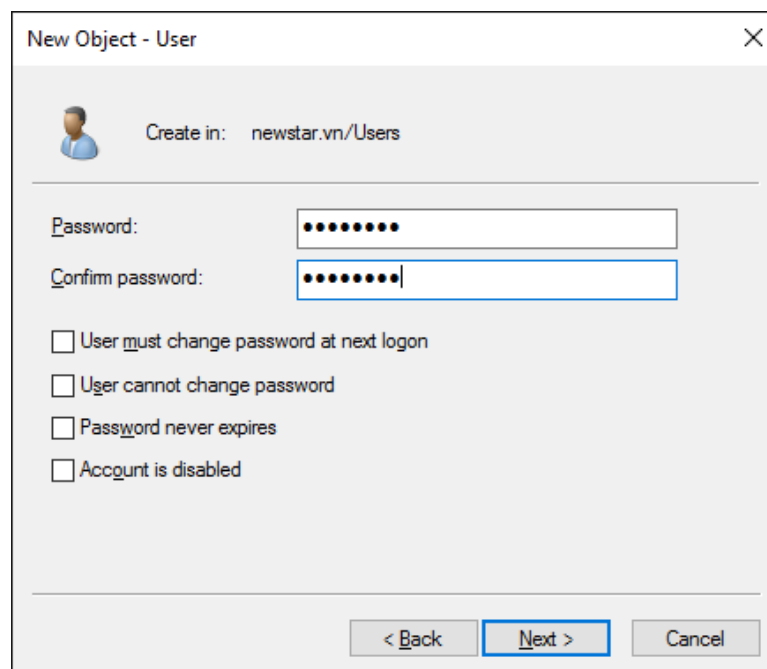 New Object - User
Create in: newstar.vn/Users
Password: ●●●●●●●●
Confirm password: ●●●●●●●●
User must change password at next logon
User cannot change password
Password never expires
Account is disabled
< Back Next > Cancel